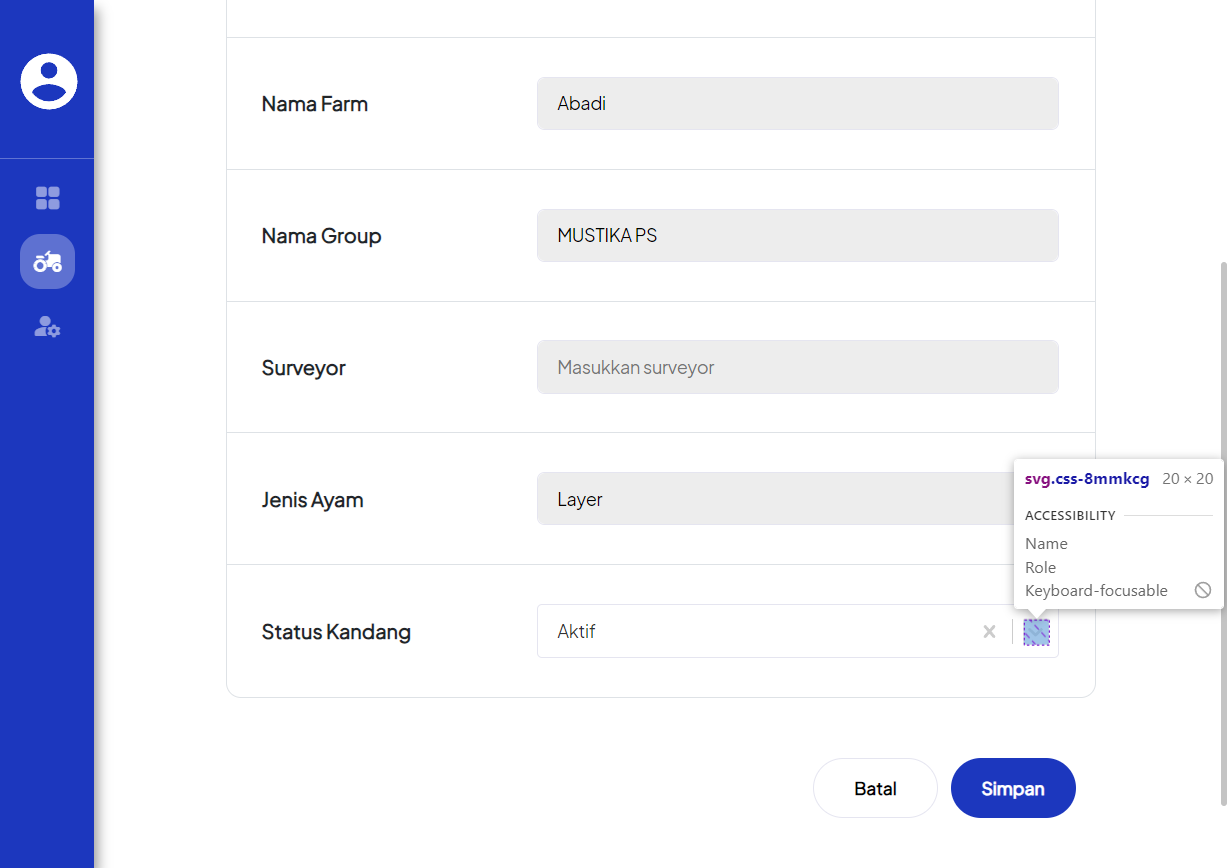 Nama Farm
Abadi
Nama Group
MUSTIKA PS
Surveyor
Masukkan surveyor
Jenis Ayam
Layer
svg.css-8mmkcg 20 × 20
ACCESSIBILITY
Name
Role
Keyboard-focusable
Status Kandang
Aktif
Batal
Simpan